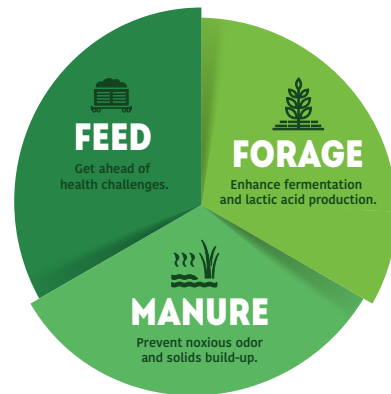 FEED
Get ahead of
health challenges.
FORAGE
Enhance fermentation
and lactic acid production.
MANURE
Prevent noxious odor
and solids build-up.